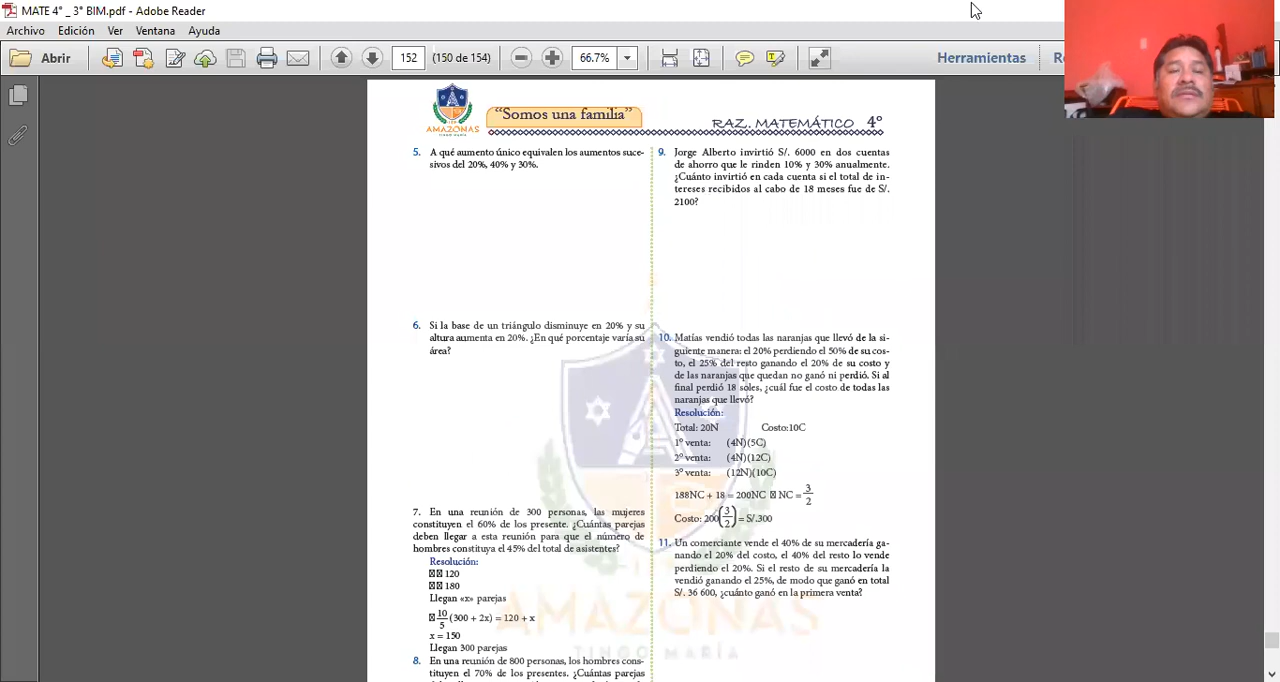 MATE 4° _ 3° BIM.pdf - Adobe Reader
Archivo Edición Ver Ventana Ayuda
Abrir
152 (150 de 154)
66.7%
Herramientas
AMAZONAS
TINGO MARÍA
“Somos una familia”
RAZ. MATEMÁTICO 4°
5. A qué aumento único equivalen los aumentos suce-
sivos del 20%, 40% y 30%.
6. Si la base de un triángulo disminuye en 20% y su
altura aumenta en 20%. ¿En qué porcentaje varía su
área?
7. En una reunión de 300 personas, las mujeres
constituyen el 60% de los presente. ¿Cuántas parejas
deben llegar a esta reunión para que el número de
hombres constituya el 45% del total de asistentes?
Resolución:
120
180
Llegan «x» parejas
10/5 (300 + 2x) = 120 + x
x = 150
Llegan 300 parejas
8. En una reunión de 800 personas, los hombres cons-
tituyen el 70% de los presentes. ¿Cuántas parejas
9. Jorge Alberto invirtió S/. 6000 en dos cuentas
de ahorro que le rinden 10% y 30% anualmente.
¿Cuánto invirtió en cada cuenta si el total de in-
tereses recibidos al cabo de 18 meses fue de S/.
2100?
10. Matías vendió todas las naranjas que llevó de la si-
guiente manera: el 20% perdiendo el 50% de su cos-
to, el 25% del resto ganando el 20% de su costo y
de las naranjas que quedan no ganó ni perdió. Si al
final perdió 18 soles, ¿cuál fue el costo de todas las
naranjas que llevó?
Resolución:
Total: 20N Costo:10C
1° venta: (4N)(5C)
2° venta: (4N)(12C)
3° venta: (12N)(10C)
188NC + 18 = 200NC NC = 3/2
Costo: 200(3/2) = S/.300
11. Un comerciante vende el 40% de su mercadería ga-
nando el 20% del costo, el 40% del resto lo vende
perdiendo el 20%. Si el resto de su mercadería la
vendió ganando el 25%, de modo que ganó en total
S/. 36 600, ¿cuánto ganó en la primera venta?
AMAZONAS
TINGO MARÍA